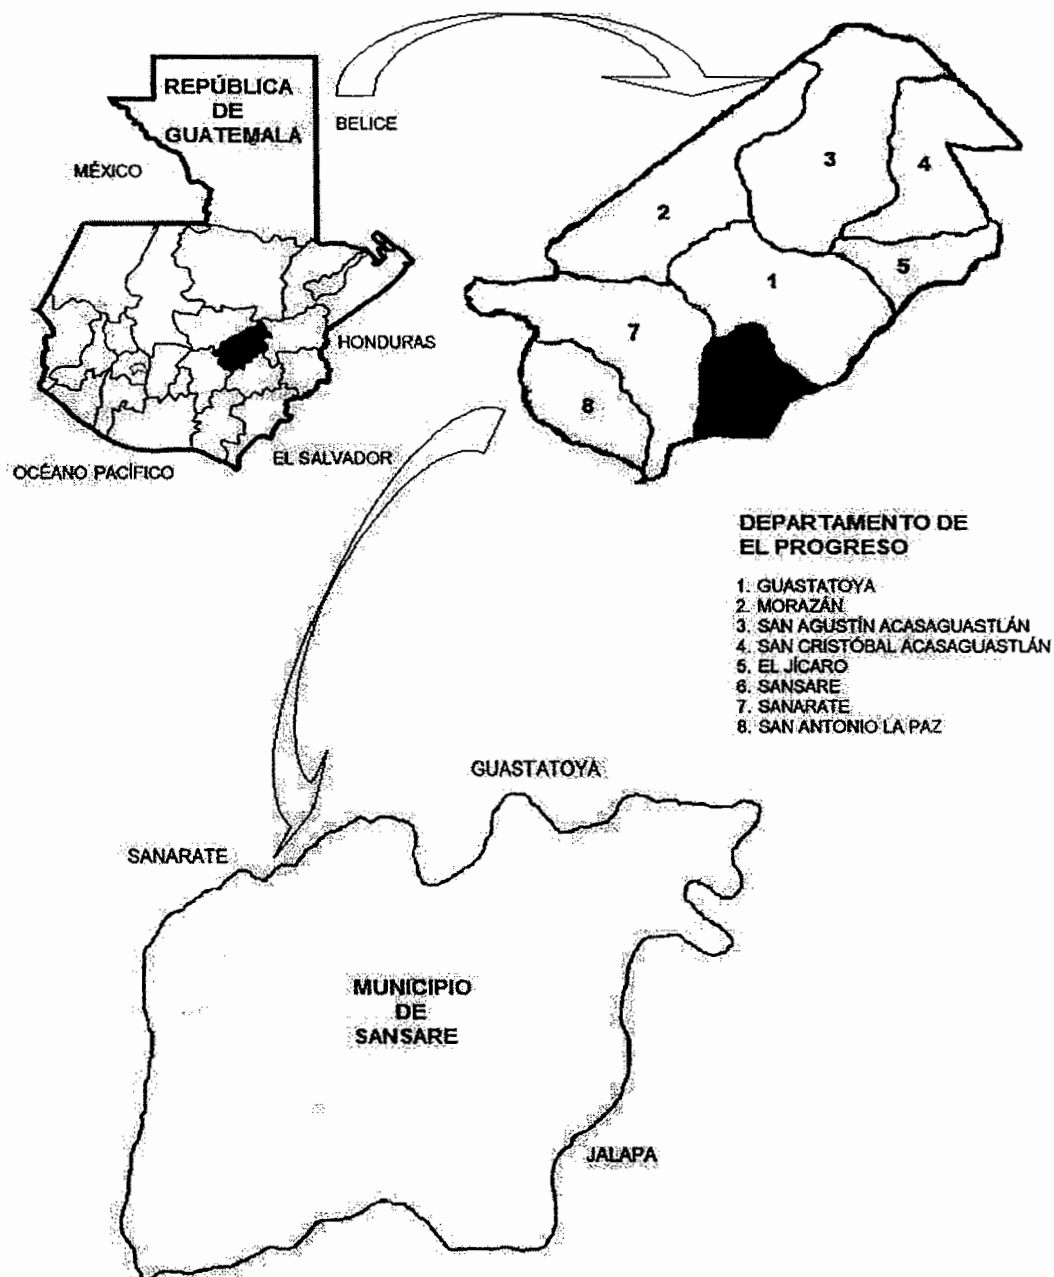 REPÚBLICA
DE
GUATEMALA
BELICE
MÉXICO
HONDURAS
EL SALVADOR
OCÉANO PACÍFICO
3
4
2
5
1
7
8
DEPARTAMENTO DE
EL PROGRESO
1. GUASTATOYA
2. MORAZÁN
3. SAN AGUSTÍN ACASAGUASTLÁN
4. SAN CRISTÓBAL ACASAGUASTLÁN
5. EL JÍCARO
6. SANSARE
7. SANARATE
8. SAN ANTONIO LA PAZ
GUASTATOYA
SANARATE
MUNICIPIO
DE
SANSARE
JALAPA